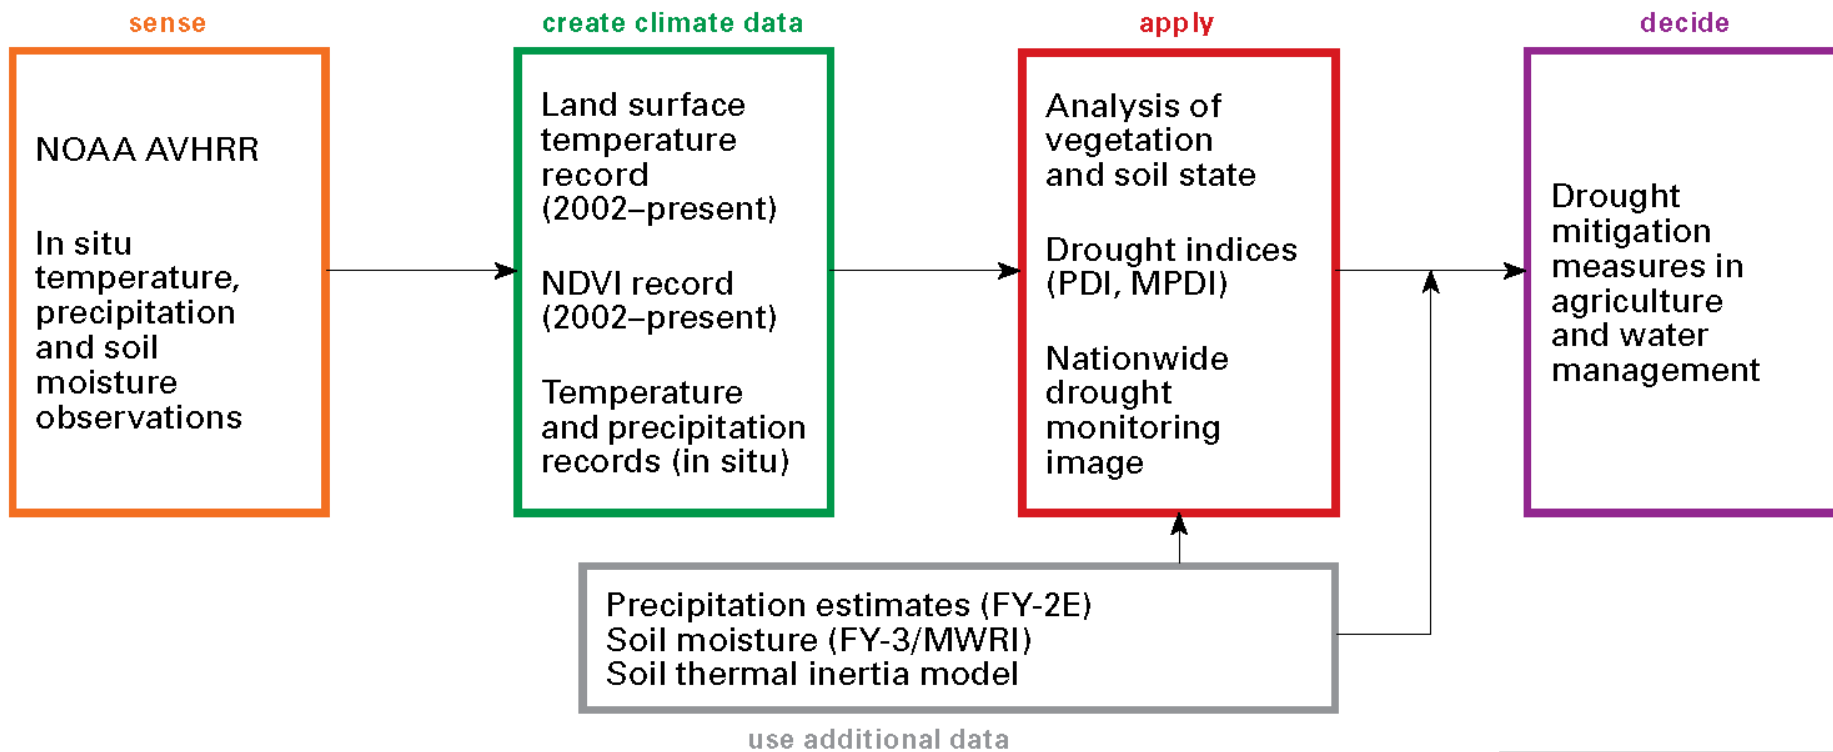 sense
NOAA AVHRR
In situ
temperature,
precipitation
and soil
moisture
observations
create climate data
Land surface
temperature
record
(2002–present)
NDVI record
(2002–present)
Temperature
and precipitation
records (in situ)
apply
Analysis of
vegetation
and soil state
Drought indices
(PDI, MPDI)
Nationwide
drought
monitoring
image
decide
Drought
mitigation
measures in
agriculture
and water
management
Precipitation estimates (FY-2E)
Soil moisture (FY-3/MWRI)
Soil thermal inertia model
use additional data